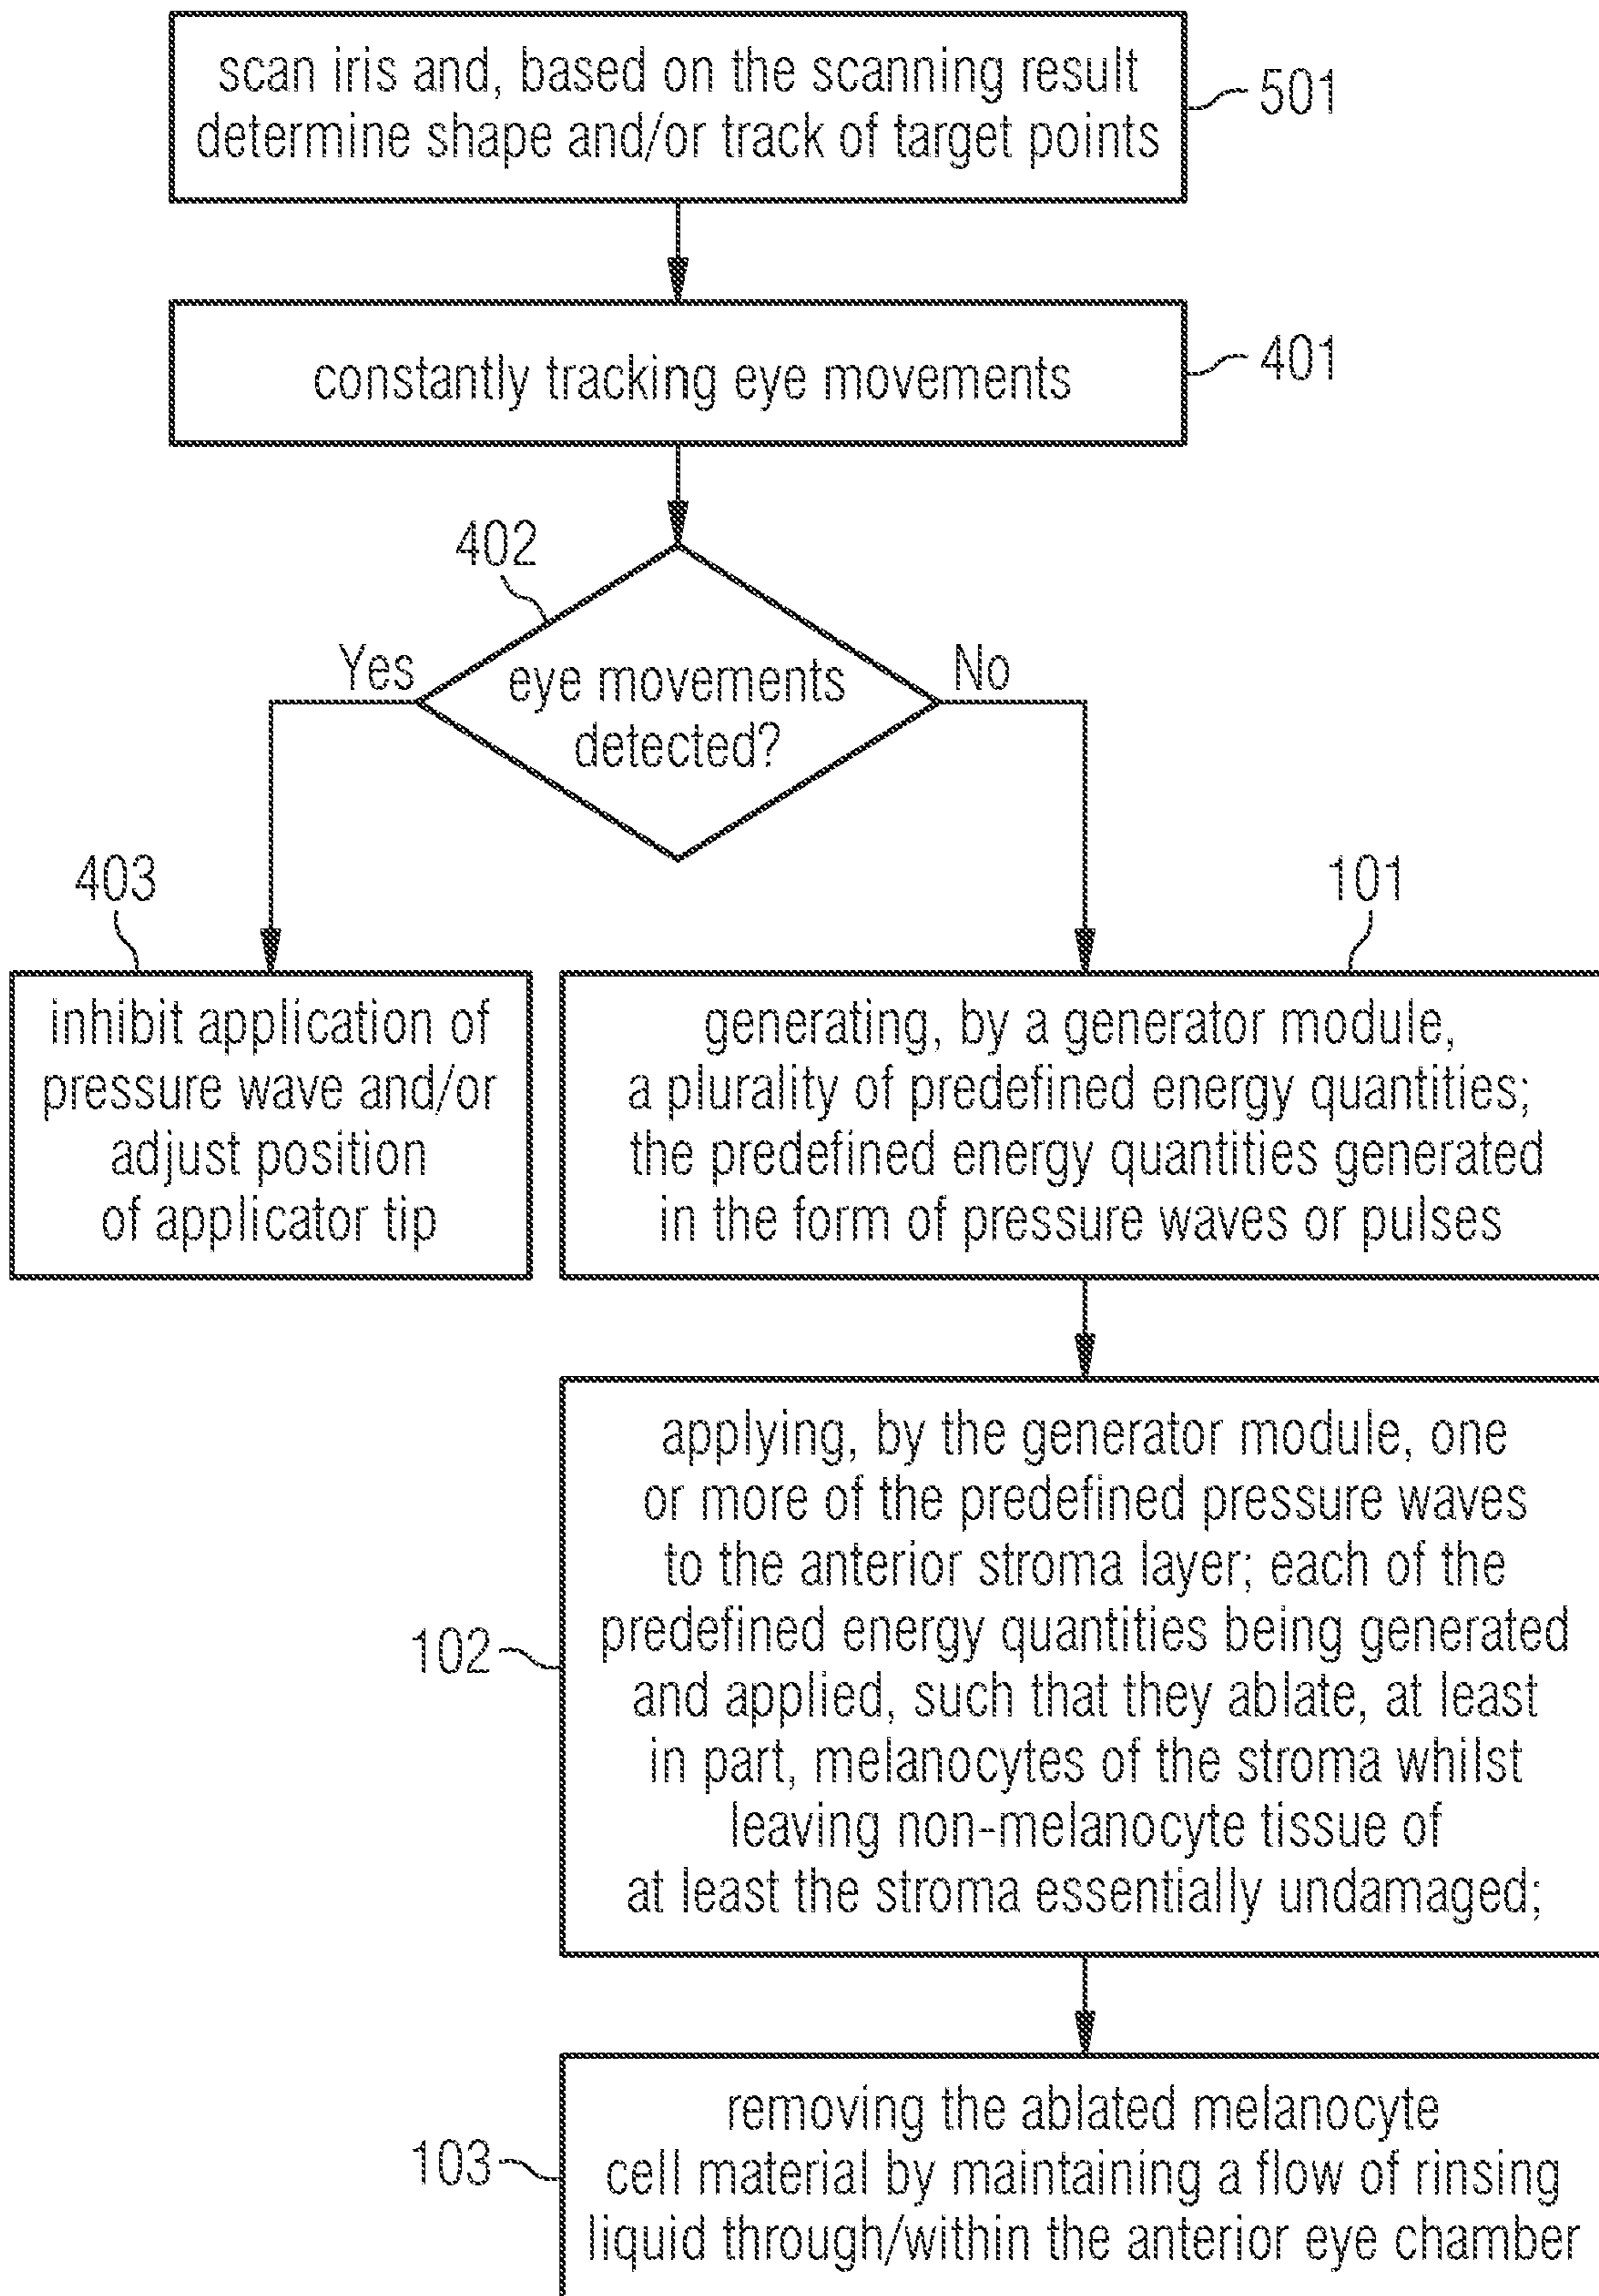 scan iris and, based on the scanning result
determine shape and/or track of target points
501
constantly tracking eye movements
401
402
Yes
eye movements
detected?
No
403
inhibit application of
pressure wave and/or
adjust position
of applicator tip
101
generating, by a generator module,
a plurality of predefined energy quantities;
the predefined energy quantities generated
in the form of pressure waves or pulses
102
applying, by the generator module, one
or more of the predefined pressure waves
to the anterior stroma layer; each of the
predefined energy quantities being generated
and applied, such that they ablate, at least
in part, melanocytes of the stroma whilst
leaving non-melanocyte tissue of
at least the stroma essentially undamaged;
103
removing the ablated melanocyte
cell material by maintaining a flow of rinsing
liquid through/within the anterior eye chamber